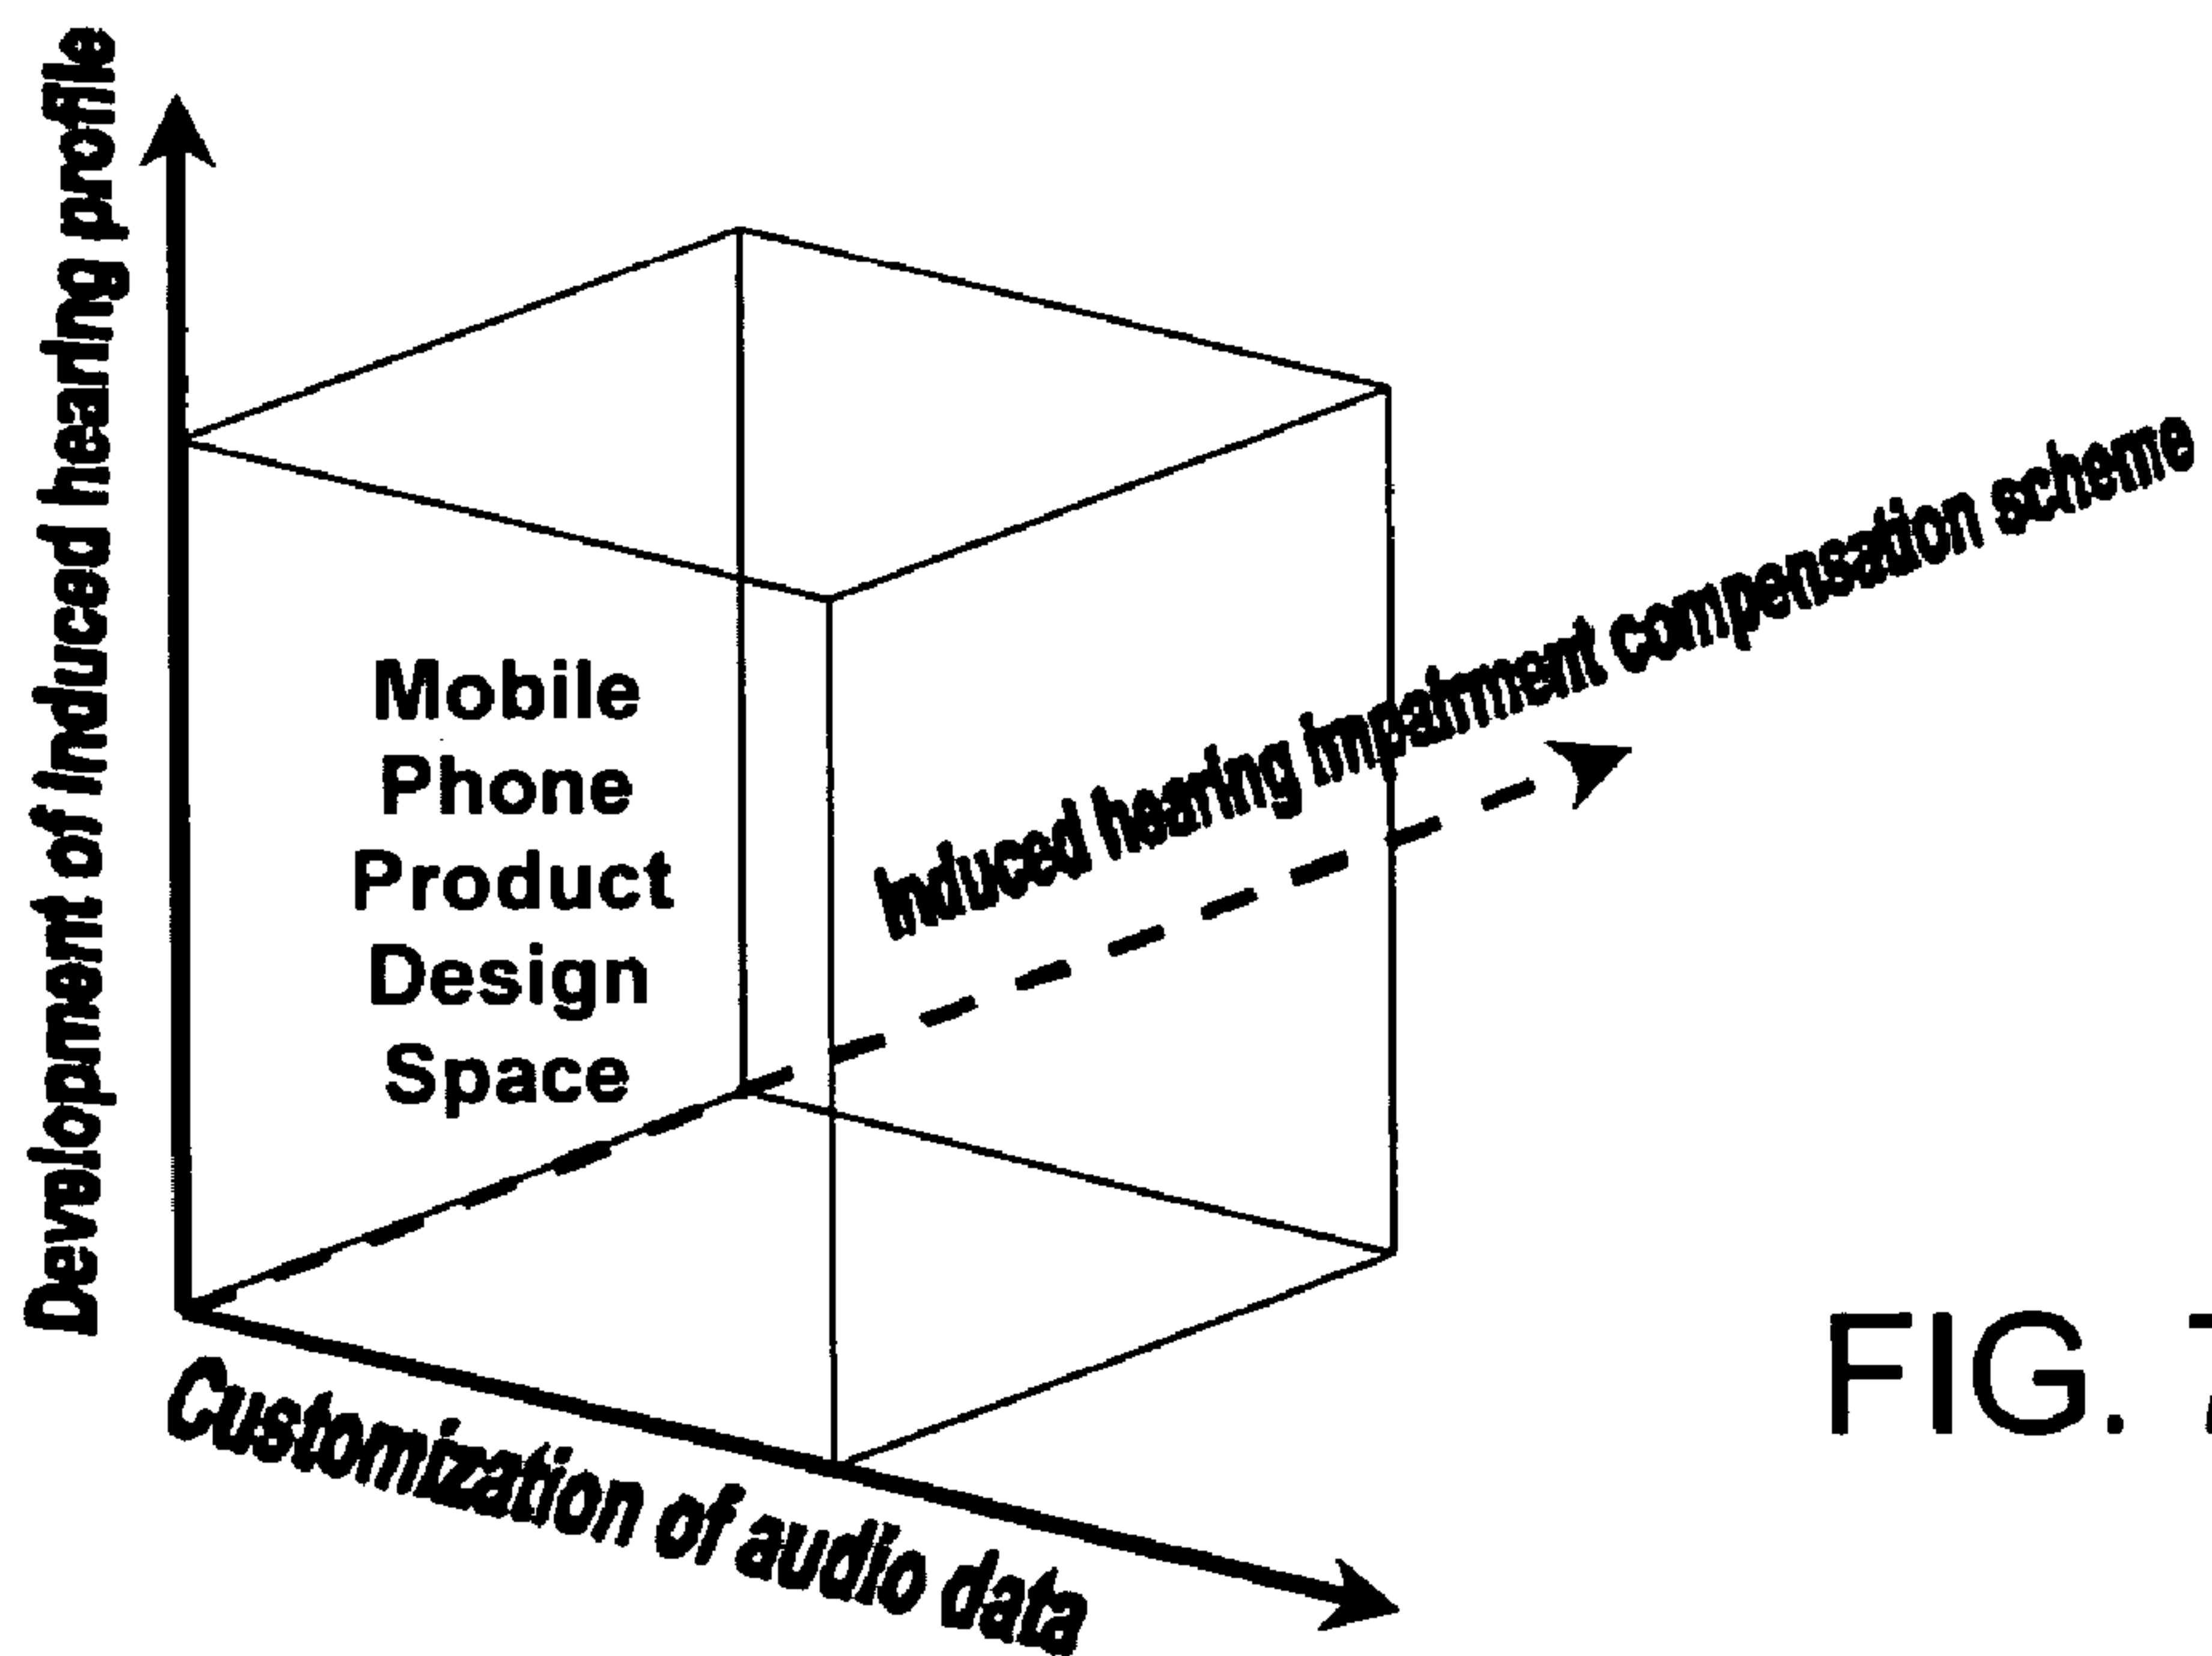 Development of induced hearing profile
Mobile
Phone
Product
Design
Space
Induced hearing impairment compensation scheme
Customization of audio data
FIG.